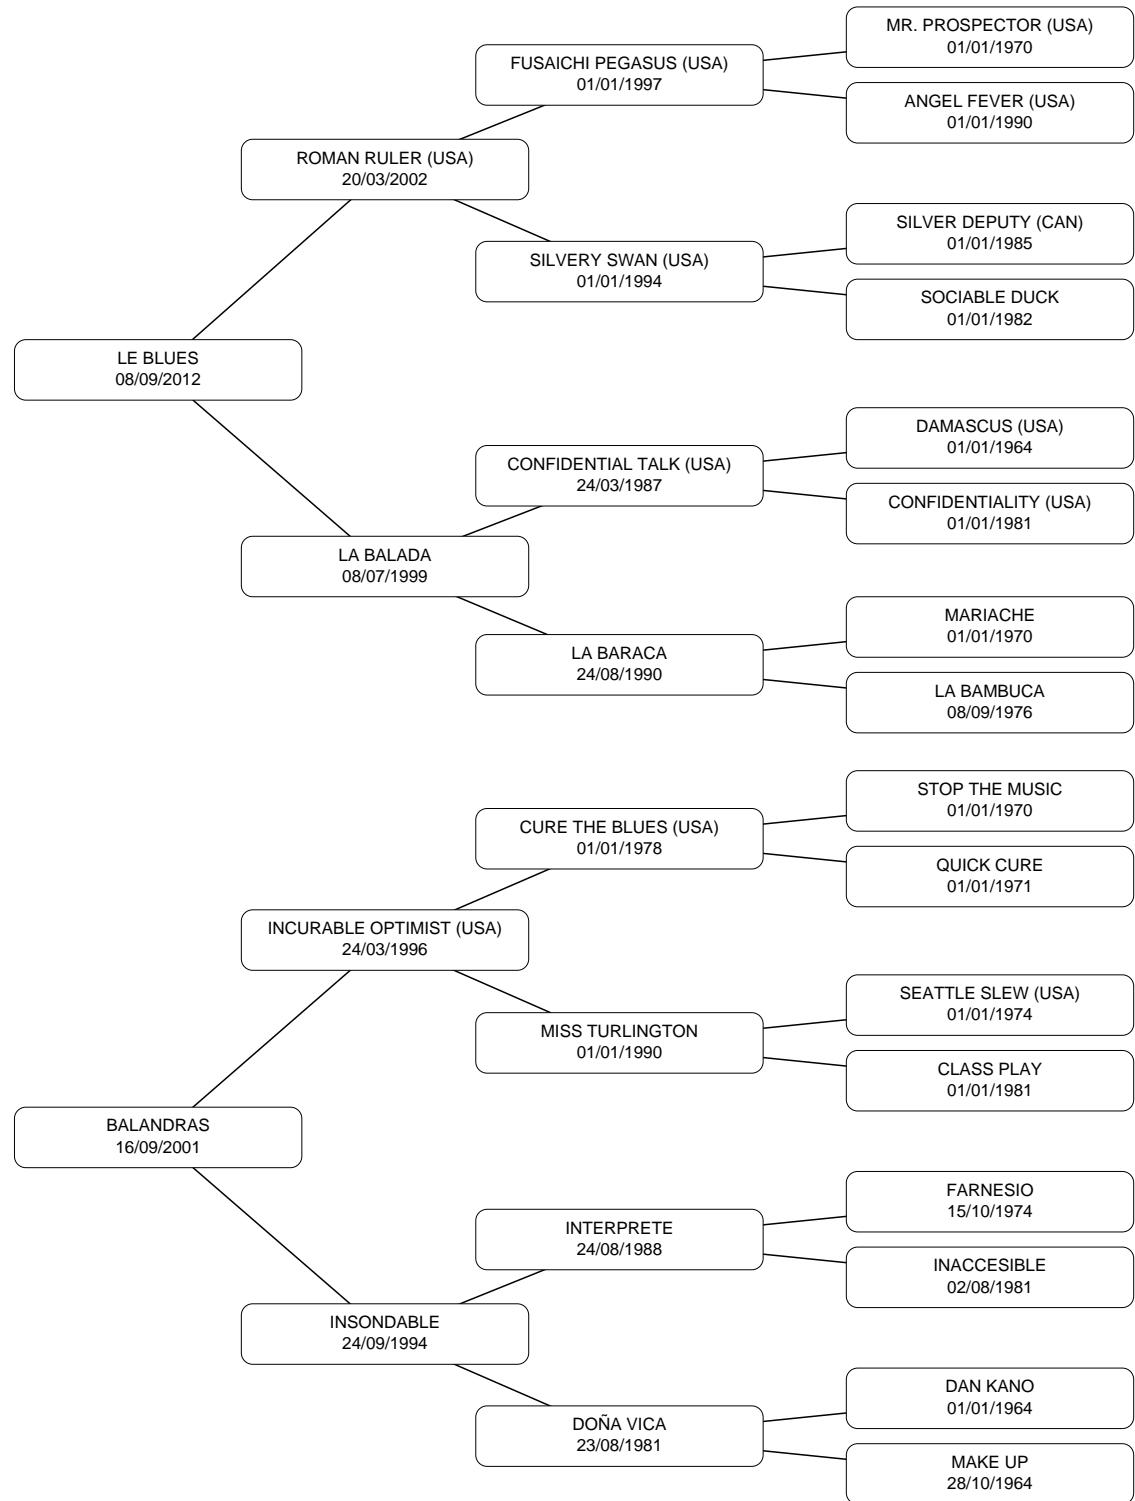 MR. PROSPECTOR (USA)
01/01/1970
FUSAICHI PEGASUS (USA)
01/01/1997
ANGEL FEVER (USA)
01/01/1990
ROMAN RULER (USA)
20/03/2002
SILVER DEPUTY (CAN)
01/01/1985
SILVERY SWAN (USA)
01/01/1994
SOCIABLE DUCK
01/01/1982
LE BLUES
08/09/2012
DAMASCUS (USA)
01/01/1964
CONFIDENTIAL TALK (USA)
24/03/1987
CONFIDENTIALITY (USA)
01/01/1981
LA BALADA
08/07/1999
MARIACHE
01/01/1970
LA BARACA
24/08/1990
LA BAMBUCA
08/09/1976
STOP THE MUSIC
01/01/1970
CURE THE BLUES (USA)
01/01/1978
QUICK CURE
01/01/1971
INCURABLE OPTIMIST (USA)
24/03/1996
SEATTLE SLEW (USA)
01/01/1974
MISS TURLINGTON
01/01/1990
CLASS PLAY
01/01/1981
BALANDRAS
16/09/2001
FARNESIO
15/10/1974
INTERPRETE
24/08/1988
INACCESIBLE
02/08/1981
INSONDABLE
24/09/1994
DAN KANO
01/01/1964
DOÑA VICA
23/08/1981
MAKE UP
28/10/1964